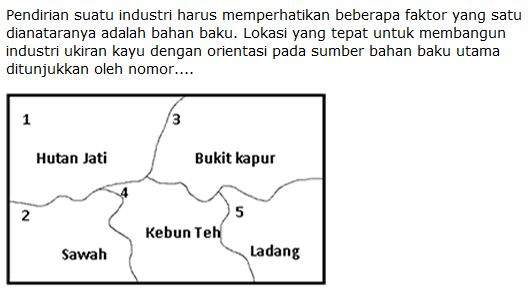 Pendirian suatu industri harus memperhatikan beberapa faktor yang satu
dianataranya adalah bahan baku. Lokasi yang tepat untuk membangun
industri ukiran kayu dengan orientasi pada sumber bahan baku utama
ditunjukkan oleh nomor....
1
3
Hutan Jati
Bukit kapur
4
2
5
Kebun Teh
Sawah
Ladang